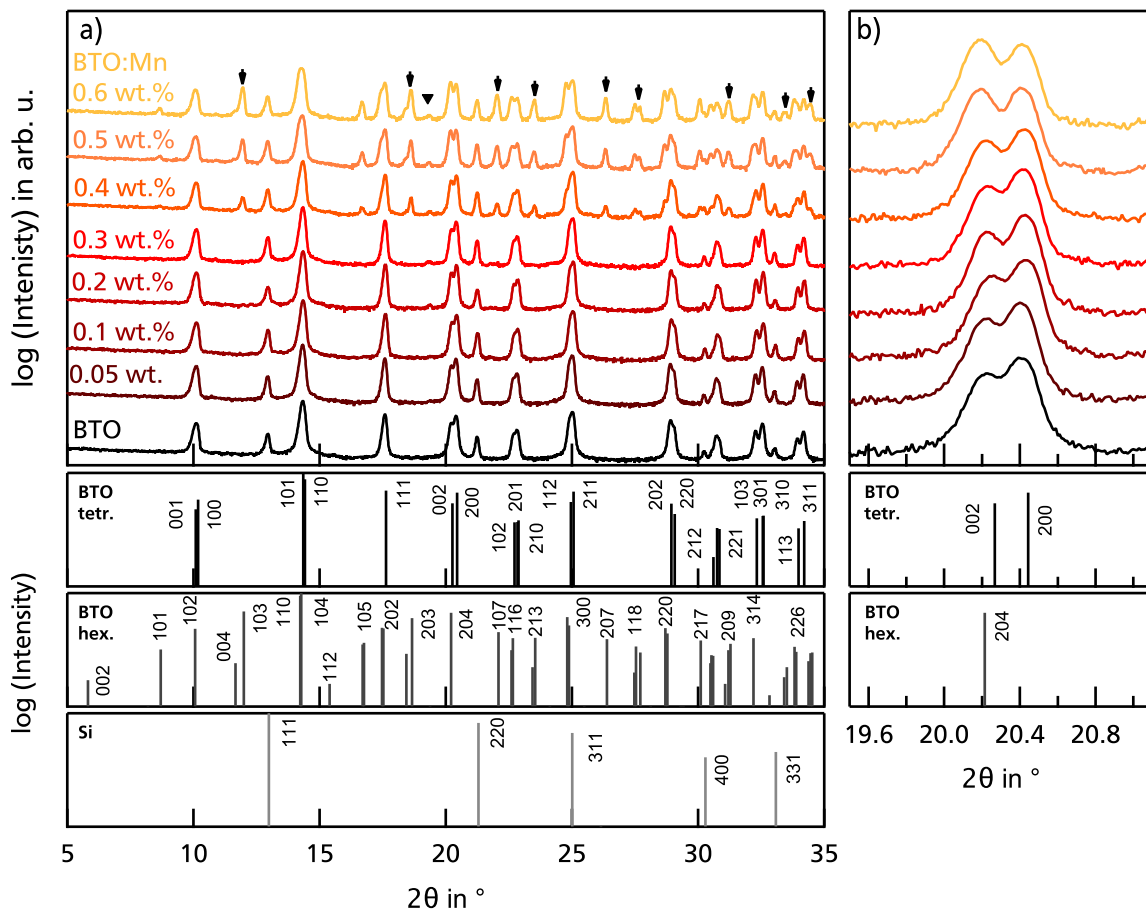 a)
BTO:Mn
0.6 wt.%
0.5 wt.%
0.4 wt.%
0.3 wt.%
0.2 wt.%
0.1 wt.%
0.05 wt.
BTO
log (Intenisty) in arb. u.
b)
BTO
tetr.
001
100
101
110
111
002
200
102
201
210
112
211
202
220
212
221
103
301
113
310
311
BTO
tetr.
002
200
BTO
hex.
002
101
102
004
103
110
104
112
105
202
203
204
107
116
213
300
207
118
220
217
209
314
226
BTO
hex.
204
19.6 20.0 20.4 20.8
2θ in °
log (Intensity)
Si
111
220
311
400
331
5 10 15 20 25 30 35
2θ in °